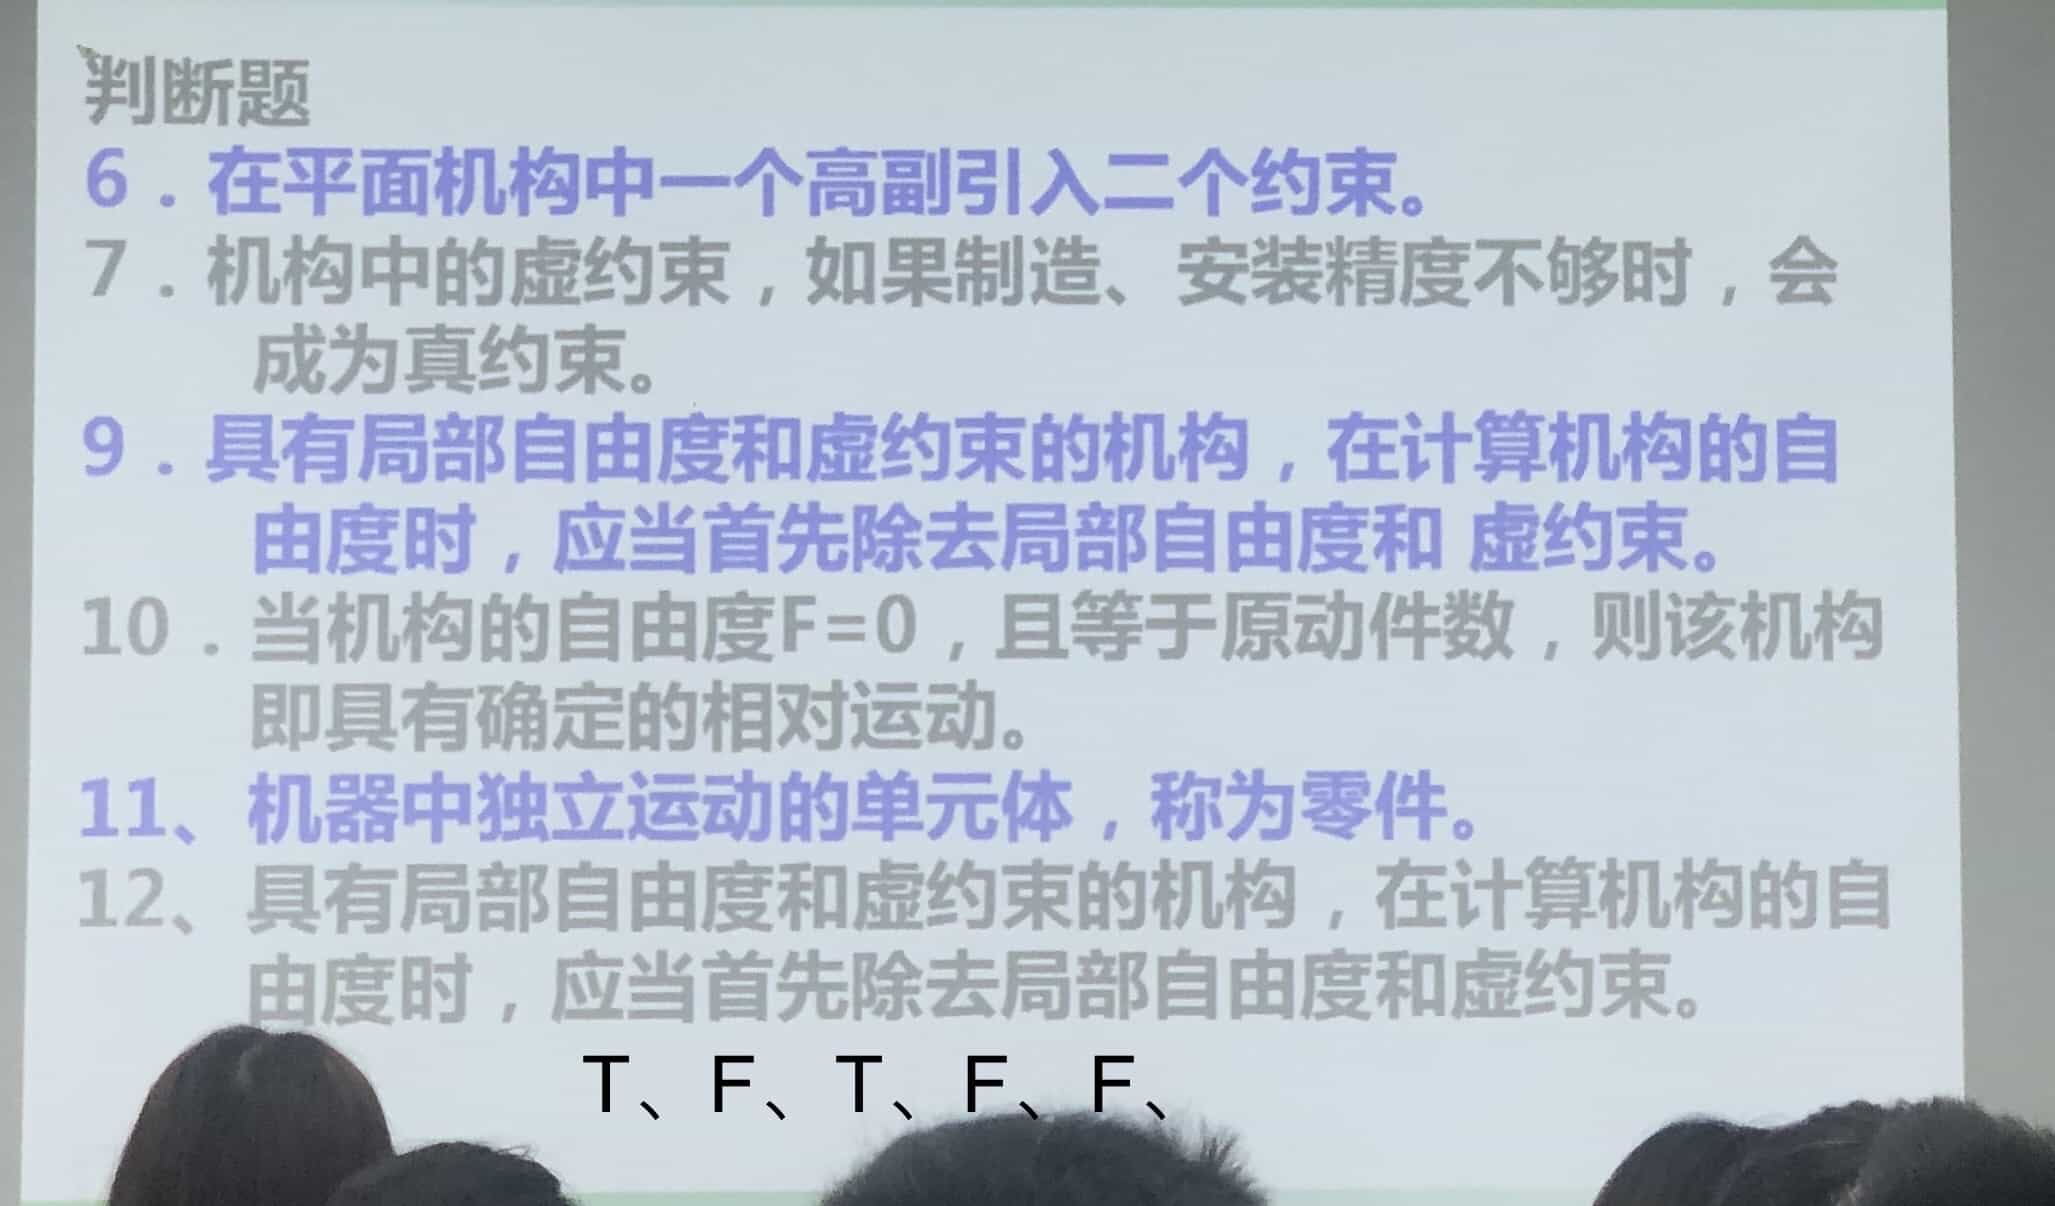 判断题
6．在平面机构中一个高副引入二个约束。
7．机构中的虚约束，如果制造、安装精度不够时，会
成为真约束。
9．具有局部自由度和虚约束的机构，在计算机构的自
由度时，应当首先除去局部自由度和 虚约束。
10．当机构的自由度F=0，且等于原动件数，则该机构
即具有确定的相对运动。
11、机器中独立运动的单元体，称为零件。
12、具有局部自由度和虚约束的机构，在计算机构的自
由度时，应当首先除去局部自由度和虚约束。
T、F、T、F、F、